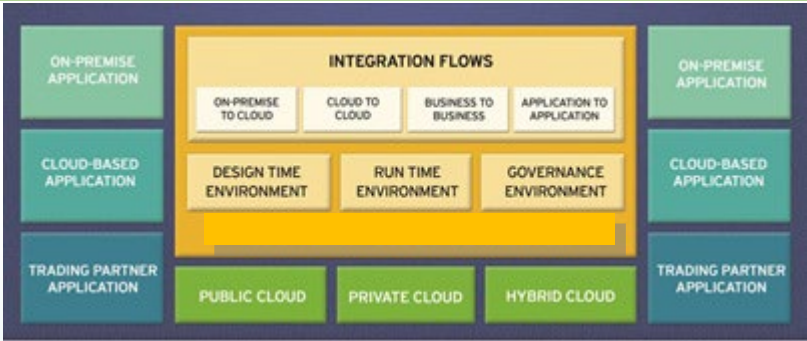 ON-PREMISE
APPLICATION
CLOUD-BASED
APPLICATION
TRADING PARTNER
APPLICATION
INTEGRATION FLOWS
ON-PREMISE
TO CLOUD
CLOUD TO
CLOUD
BUSINESS TO
BUSINESS
APPLICATION TO
APPLICATION
DESIGN TIME
ENVIRONMENT
RUN TIME
ENVIRONMENT
GOVERNANCE
ENVIRONMENT
PUBLIC CLOUD
PRIVATE CLOUD
HYBRID CLOUD
ON-PREMISE
APPLICATION
CLOUD-BASED
APPLICATION
TRADING PARTNER
APPLICATION